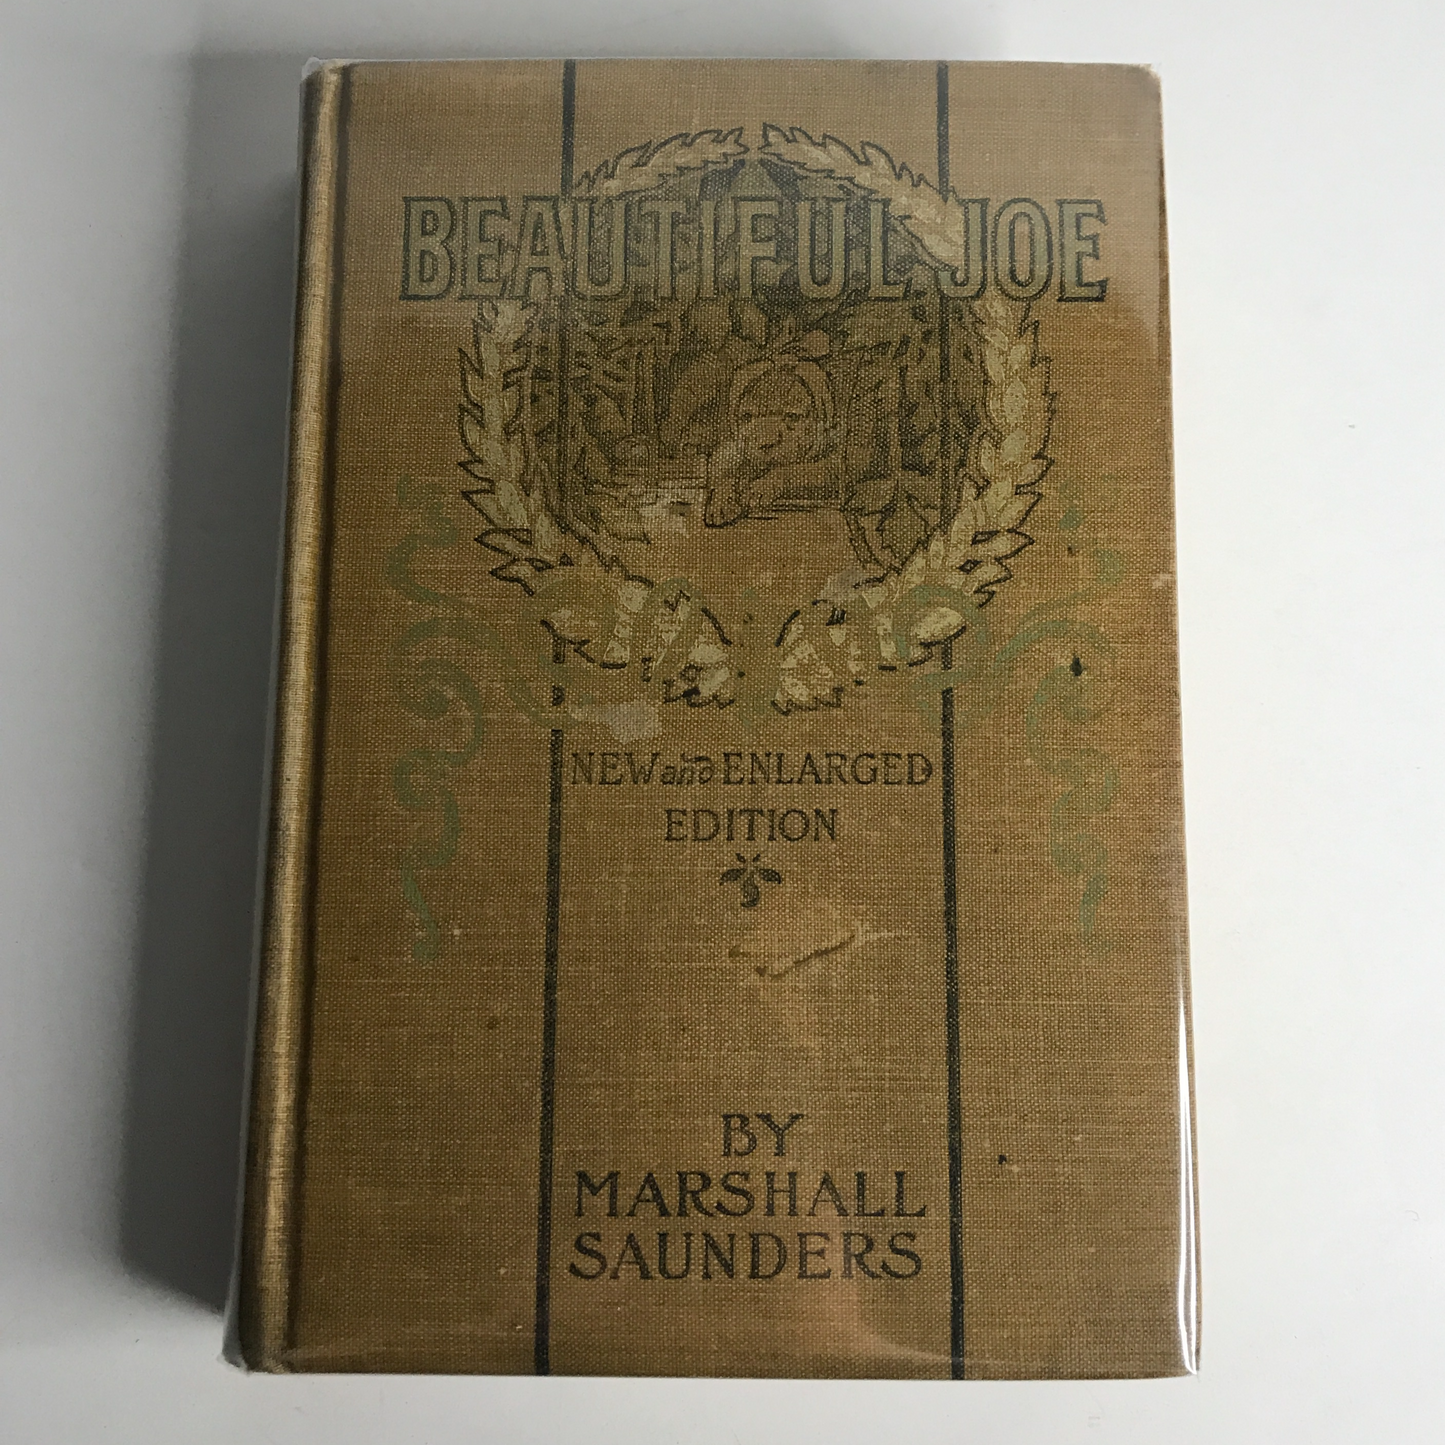 BEAUTIFUL JOE
NEW and ENLARGED
EDITION
BY
MARSHALL
SAUNDERS